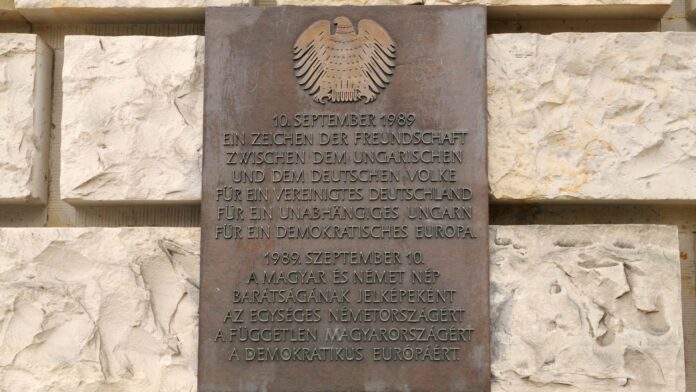 10. SEPTEMBER 1989
EIN ZEICHEN DER FREUNDSCHAFT
ZWISCHEN DEM UNGARISCHEN
UND DEM DEUTSCHEN VOLKE
FÜR EIN VEREINIGTES DEUTSCHLAND
FÜR EIN UNABHÄNGIGES UNGARN
FÜR EIN DEMOKRATISCHES EUROPA.
1989. SZEPTEMBER 10.
A MAGYAR ÉS NÉMET NÉP
BARÁTSÁGÁNAK JELKÉPEKÉNT
AZ EGYSÉGES NÉMETORSZÁGÉRT
A FÜGGETLEN MAGYARORSZÁGÉRT
A DEMOKRATIKUS EURÓPÁÉRT.